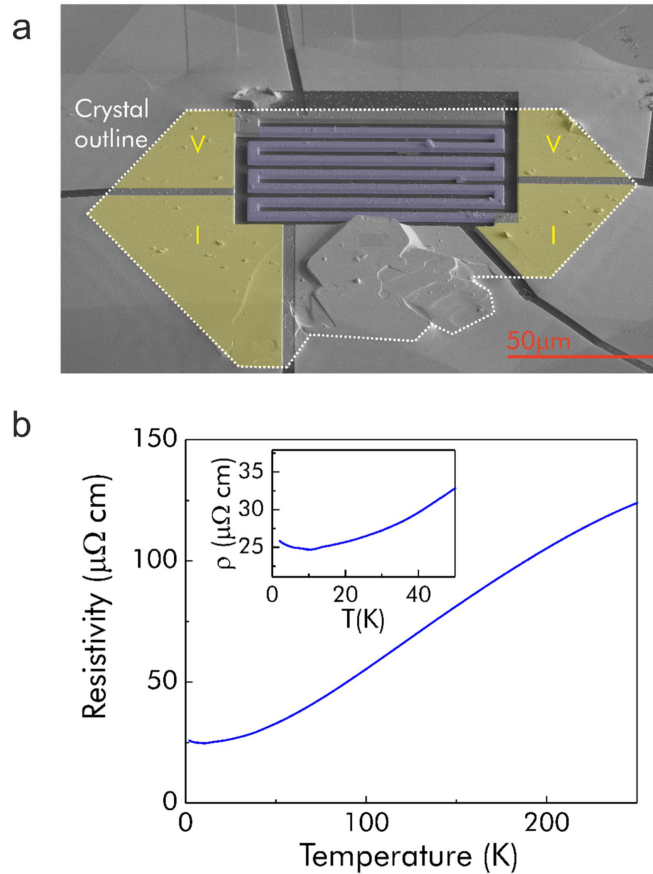 a
Crystal
outline
V
V
I
I
50μm
b
Resistivity (μΩ cm)
150
100
50
0
0
100
200
Temperature (K)
ρ (μΩ cm)
35
30
25
0
20
40
T(K)